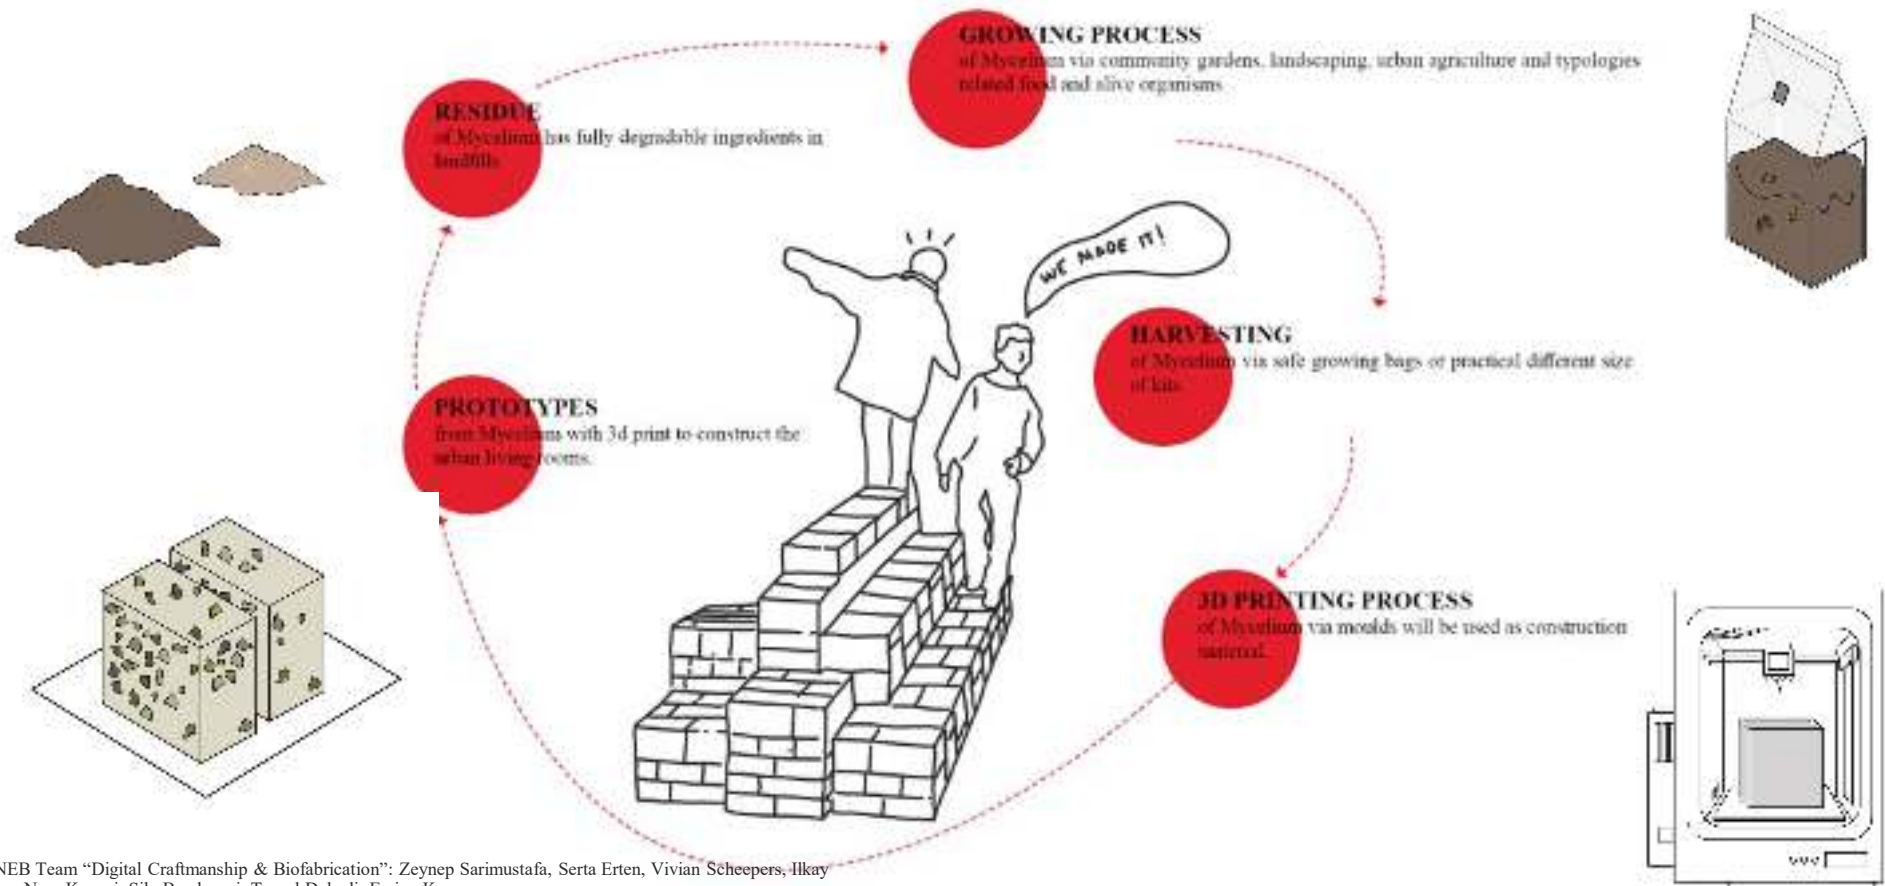 GROWING PROCESS
of Mycelium via community gardens, landscaping, urban agriculture and typologies
related food and alive organisms
RESIDUE
of Mycelium has fully degradable ingredients in
landfills.
WE MADE IT!
HARVESTING
of Mycelium via safe growing bags or practical different size
of kits.
PROTOTYPES
from Mycelium with 3d print to construct the
urban living rooms.
3D PRINTING PROCESS
of Mycelium via moulds will be used as construction
material.
NEB Team “Digital Craftmanship & Biofabrication”: Zeynep Sarimustafa, Serta Erten, Vivian Scheepers, Ilkay